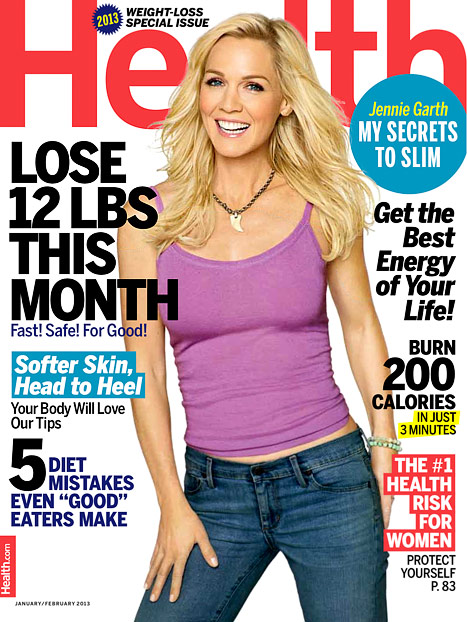 2013
WEIGHT-LOSS
SPECIAL ISSUE
Health
Jennie Garth
MY SECRETS
TO SLIM
LOSE
12 LBS
THIS
MONTH
Fast! Safe! For Good!
Get the
Best
Energy
of Your
Life!
Softer Skin,
Head to Heel
Your Body Will Love
Our Tips
BURN
200
CALORIES
IN JUST
3 MINUTES
5 DIET
MISTAKES
EVEN “GOOD”
EATERS MAKE
THE #1
HEALTH
RISK
FOR
WOMEN
PROTECT
YOURSELF
P. 83
Health.com
JANUARY/FEBRUARY 2013